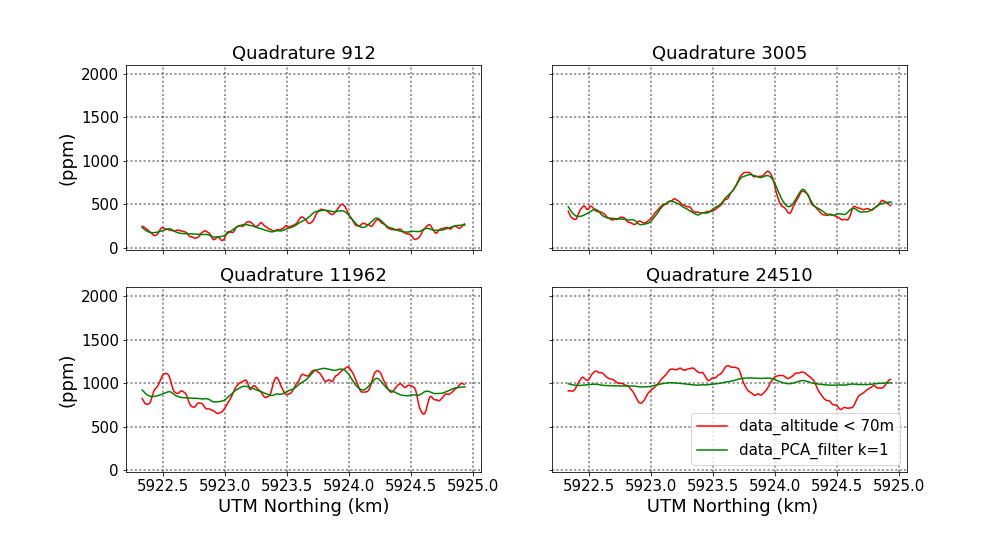 Quadrature 912
Quadrature 3005
2000
1500
1000
500
0
(ppm)
Quadrature 11962
Quadrature 24510
2000
1500
1000
500
0
(ppm)
data_altitude < 70m
data_PCA_filter k=1
5922.5 5923.0 5923.5 5924.0 5924.5 5925.0
5922.5 5923.0 5923.5 5924.0 5924.5 5925.0
UTM Northing (km)
UTM Northing (km)